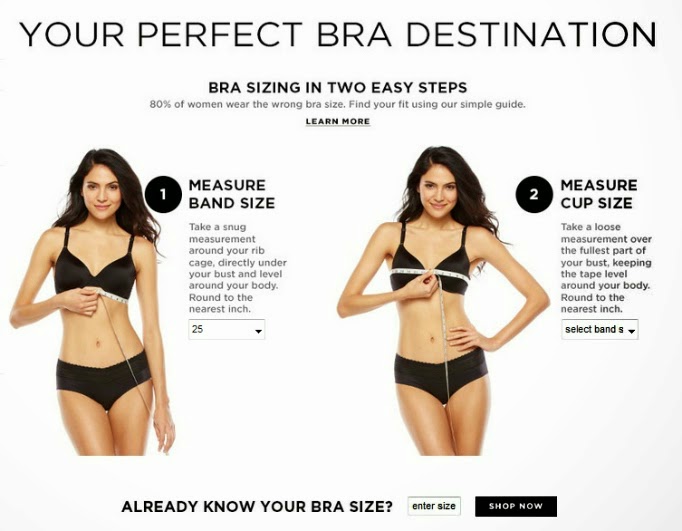 YOUR PERFECT BRA DESTINATION
BRA SIZING IN TWO EASY STEPS
80% of women wear the wrong bra size. Find your fit using our simple guide.
LEARN MORE
1
MEASURE
BAND SIZE
Take a snug
measurement
around your rib
cage, directly under
your bust and level
around your body.
Round to the
nearest inch.
25
2
MEASURE
CUP SIZE
Take a loose
measurement over
the fullest part of
your bust, keeping
the tape level
around your body.
Round to the
nearest inch.
select band s
ALREADY KNOW YOUR BRA SIZE? enter size SHOP NOW